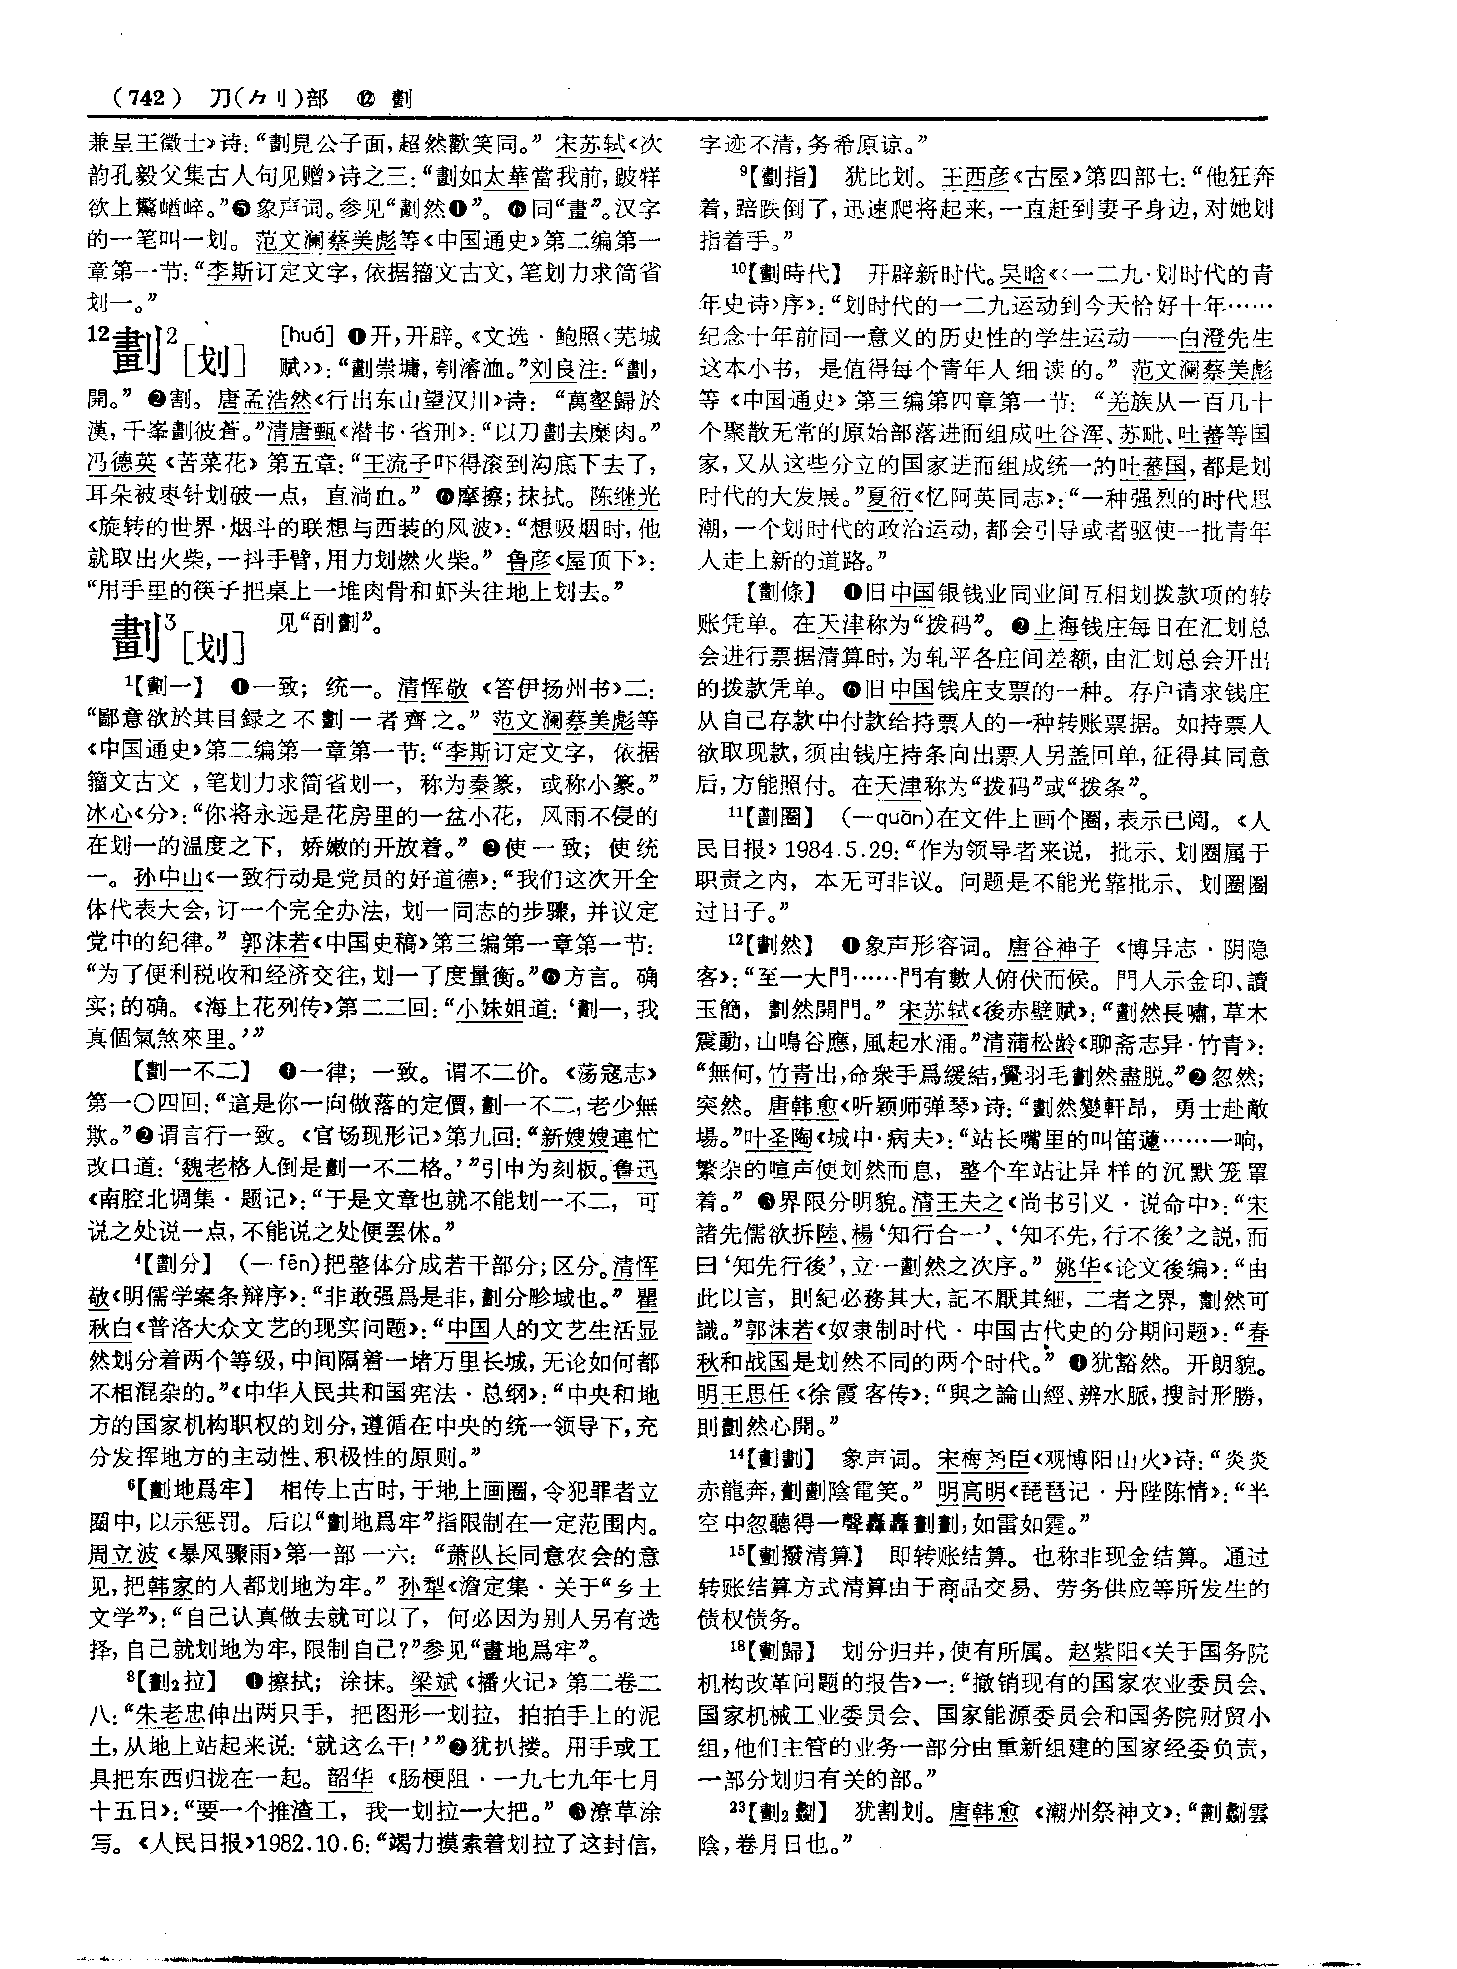 (742) 刀(⺈刂)部 ⑫ 劃
兼呈王徵士》诗:“劃見公子面,超然歡笑同。” 宋苏轼《次
韵孔毅父集古人句见赠》诗之三:“劃如太華當我前,跛牂
欲上驚崷崪。”❺象声词。参见“劃然❶”。 ❻同“畫”。汉字
的一笔叫一划。 范文澜蔡美彪等《中国通史》第二编第一
章第一节:“李斯订定文字,依据籀文古文,笔划力求简省
划一。”
12劃2[划] [huá] ❶开,开辟。《文选·鲍照〈芜城
赋〉》:“劃崇墉,刳濬洫。”刘良注:“劃,
開。” ❷割。 唐孟浩然《行出东山望汉川》诗: “萬壑歸於
漢,千峯劃彼蒼。”清唐甄《潜书·省刑》:“以刀劃去糜肉。”
冯德英《苦菜花》第五章:“王流子吓得滚到沟底下去了,
耳朵被枣针划破一点, 直淌血。” ❸摩擦;抹拭。 陈继光
《旋转的世界·烟斗的联想与西装的风波》:“想吸烟时,他
就取出火柴,一抖手臂,用力划燃火柴。” 鲁彦《屋顶下》:
“用手里的筷子把桌上一堆肉骨和虾头往地上划去。”
劃3[划] 见“刮劃”。
1【劃一】 ❶一致; 统一。清恽敬《答伊扬州书》二:
“鄙意欲於其目録之不劃一者齊之。” 范文澜蔡美彪等
《中国通史》第二编第一章第一节:“李斯订定文字, 依据
籀文古文,笔划力求简省划一, 称为秦篆, 或称小篆。”
冰心《分》:“你将永远是花房里的一盆小花, 风雨不侵的
在划一的温度之下, 娇嫩的开放着。” ❷使一致; 使统
一。 孙中山《一致行动是党员的好道德》:“我们这次开全
体代表大会,订一个完全办法, 划一同志的步骤,并议定
党中的纪律。” 郭沫若《中国史稿》第三编第一章第一节:
“为了便利税收和经济交往,划一了度量衡。”❸方言。 确
实;的确。《海上花列传》第二二回:“小妹姐道:‘劃一,我
真個氣煞來里。’”
【劃一不二】 ❶一律; 一致。 谓不二价。《荡寇志》
第一〇四回:“這是你一向做落的定價,劃一不二,老少無
欺。”❷谓言行一致。《官场现形记》第九回:“新嫂嫂連忙
改口道:‘魏老格人倒是劃一不二格。’”引申为刻板。鲁迅
《南腔北调集·题记》:“于是文章也就不能划一不二, 可
说之处说一点,不能说之处便罢休。”
4【劃分】 (—fēn)把整体分成若干部分;区分。清恽
敬《明儒学案条辩序》:“非敢强爲是非,劃分畛域也。” 瞿
秋白《普洛大众文艺的现实问题》:“中国人的文艺生活显
然划分着两个等级,中间隔着一堵万里长城,无论如何都
不相混杂的。”《中华人民共和国宪法·总纲》:“中央和地
方的国家机构职权的划分,遵循在中央的统一领导下,充
分发挥地方的主动性、积极性的原则。”
6【劃地爲牢】 相传上古时,于地上画圈,令犯罪者立
圈中,以示惩罚。 后以“劃地爲牢”指限制在一定范围内。
周立波《暴风骤雨》第一部一六: “萧队长同意农会的意
见,把韩家的人都划地为牢。” 孙犁《澹定集·关于“乡土
文学”》:“自己认真做去就可以了, 何必因为别人另有选
择,自己就划地为牢,限制自己?”参见“畫地爲牢”。
8【劃2拉】 ❶擦拭; 涂抹。梁斌《播火记》第二卷二
八:“朱老忠伸出两只手, 把图形一划拉, 拍拍手上的泥
土,从地上站起来说:‘就这么干!’”❷犹扒搂。用手或工
具把东西归拢在一起。 韶华《肠梗阻·一九七九年七月
十五日》:“要一个推渣工, 我一划拉一大把。” ❸潦草涂
写。《人民日报》1982.10.6:“竭力摸索着划拉了这封信,
字迹不清,务希原谅。”
9【劃指】 犹比划。 王西彦《古屋》第四部七:“他狂奔
着,踣跌倒了,迅速爬将起来,一直赶到妻子身边,对她划
指着手。”
10【劃時代】 开辟新时代。吴晗《〈一二九·划时代的青
年史诗〉序》:“划时代的一二九运动到今天恰好十年……
纪念十年前同一意义的历史性的学生运动——白澄先生
这本小书, 是值得每个青年人细读的。” 范文澜蔡美彪
等《中国通史》第三编第四章第一节: “羌族从一百几十
个聚散无常的原始部落进而组成吐谷浑、苏毗、吐蕃等国
家,又从这些分立的国家进而组成统一的吐蕃国,都是划
时代的大发展。”夏衍《忆阿英同志》:“一种强烈的时代思
潮,一个划时代的政治运动,都会引导或者驱使一批青年
人走上新的道路。”
【劃條】 ❶旧中国银钱业同业间互相划拨款项的转
账凭单。在天津称为“拨码”。 ❷上海钱庄每日在汇划总
会进行票据清算时,为轧平各庄间差额,由汇划总会开出
的拨款凭单。 ❸旧中国钱庄支票的一种。 存户请求钱庄
从自己存款中付款给持票人的一种转账票据。如持票人
欲取现款,须由钱庄持条向出票人另盖回单,征得其同意
后,方能照付。在天津称为“拨码”或“拨条”。
11【劃圈】 (—quān)在文件上画个圈,表示已阅。《人
民日报》1984.5.29:“作为领导者来说, 批示、划圈属于
职责之内, 本无可非议。问题是不能光靠批示、划圈圈
过日子。”
12【劃然】 ❶象声形容词。 唐谷神子《博异志·阴隐
客》:“至一大門……門有數人俯伏而候。 門人示金印、讀
玉簡, 劃然開門。” 宋苏轼《後赤壁赋》:“劃然長嘯,草木
震動,山鳴谷應,風起水涌。”清蒲松龄《聊斋志异·竹青》:
“無何,竹青出,命衆手爲緩結,覺羽毛劃然盡脱。”❷忽然;
突然。 唐韩愈《听颖师弹琴》诗:“劃然變軒昂, 勇士赴敵
場。”叶圣陶《城中·病夫》:“站长嘴里的叫笛蘧……一响,
繁杂的喧声使划然而息, 整个车站让异样的沉默笼罩
着。” ❸界限分明貌。清王夫之《尚书引义·说命中》:“宋
諸先儒欲拆陸、楊‘知行合一’、‘知不先,行不後’之説,而
曰‘知先行後’,立一劃然之次序。” 姚华《论文後编》:“由
此以言, 則紀必務其大,記不厭其細, 二者之界, 劃然可
識。”郭沫若《奴隶制时代·中国古代史的分期问题》:“春
秋和战国是划然不同的两个时代。” ❹犹豁然。开朗貌。
明王思任《徐霞客传》:“與之論山經、辨水脈,搜討形勝,
則劃然心開。”
14【劃劃】 象声词。 宋梅尧臣《观博阳山火》诗:“炎炎
赤龍奔,劃劃陰電笑。” 明高明《琵琶记·丹陛陈情》:“半
空中忽聽得一聲轟轟劃劃,如雷如霆。”
15【劃撥清算】 即转账结算。也称非现金结算。通过
转账结算方式清算由于商品交易、劳务供应等所发生的
债权债务。
18【劃歸】 划分归并,使有所属。 赵紫阳《关于国务院
机构改革问题的报告》一:“撤销现有的国家农业委员会、
国家机械工业委员会、国家能源委员会和国务院财贸小
组,他们主管的业务一部分由重新组建的国家经委负责,
一部分划归有关的部。”
23【劃2劙】 犹割划。唐韩愈《潮州祭神文》:“劃劙雲
陰,卷月日也。”